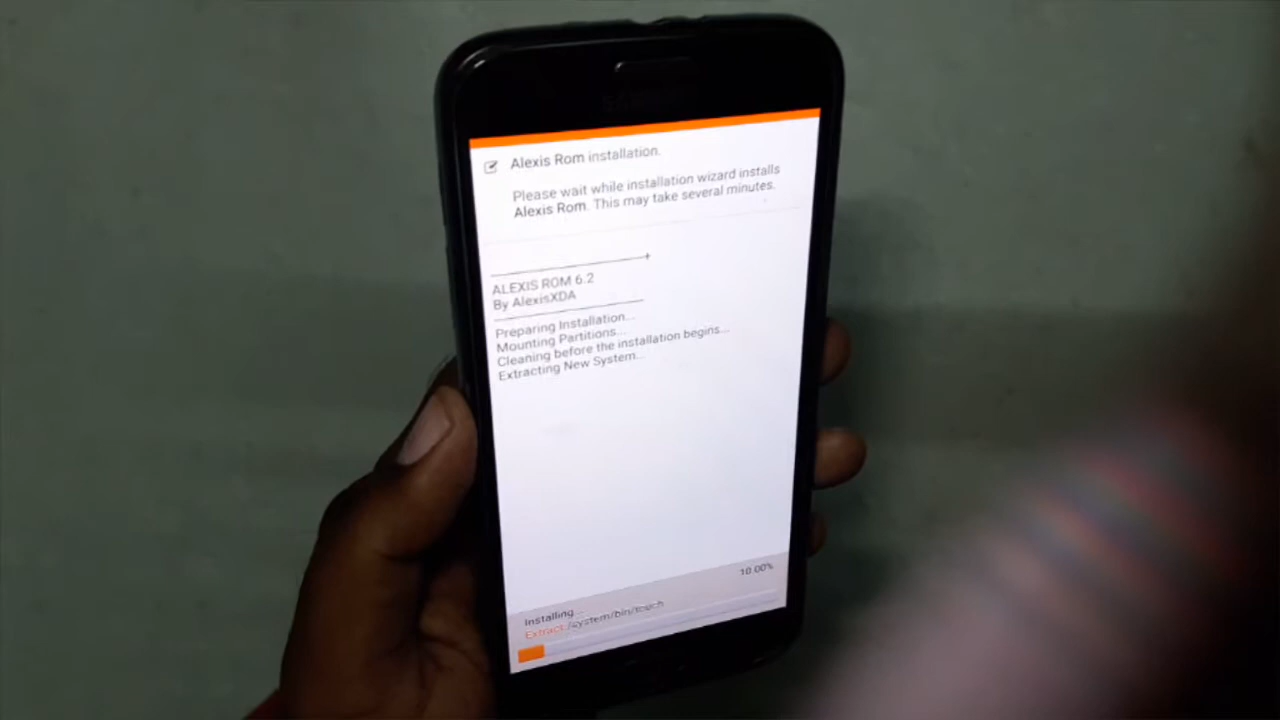 Alexis Rom installation.
Please wait while installation wizard installs
Alexis Rom. This may take several minutes.
ALEXIS ROM 6.2
By AlexisXDA
Preparing Installation...
Mounting Partitions...
Cleaning before the installation begins...
Extracting New System...
10.00%
Installing...
Extract: /system/bin/touch